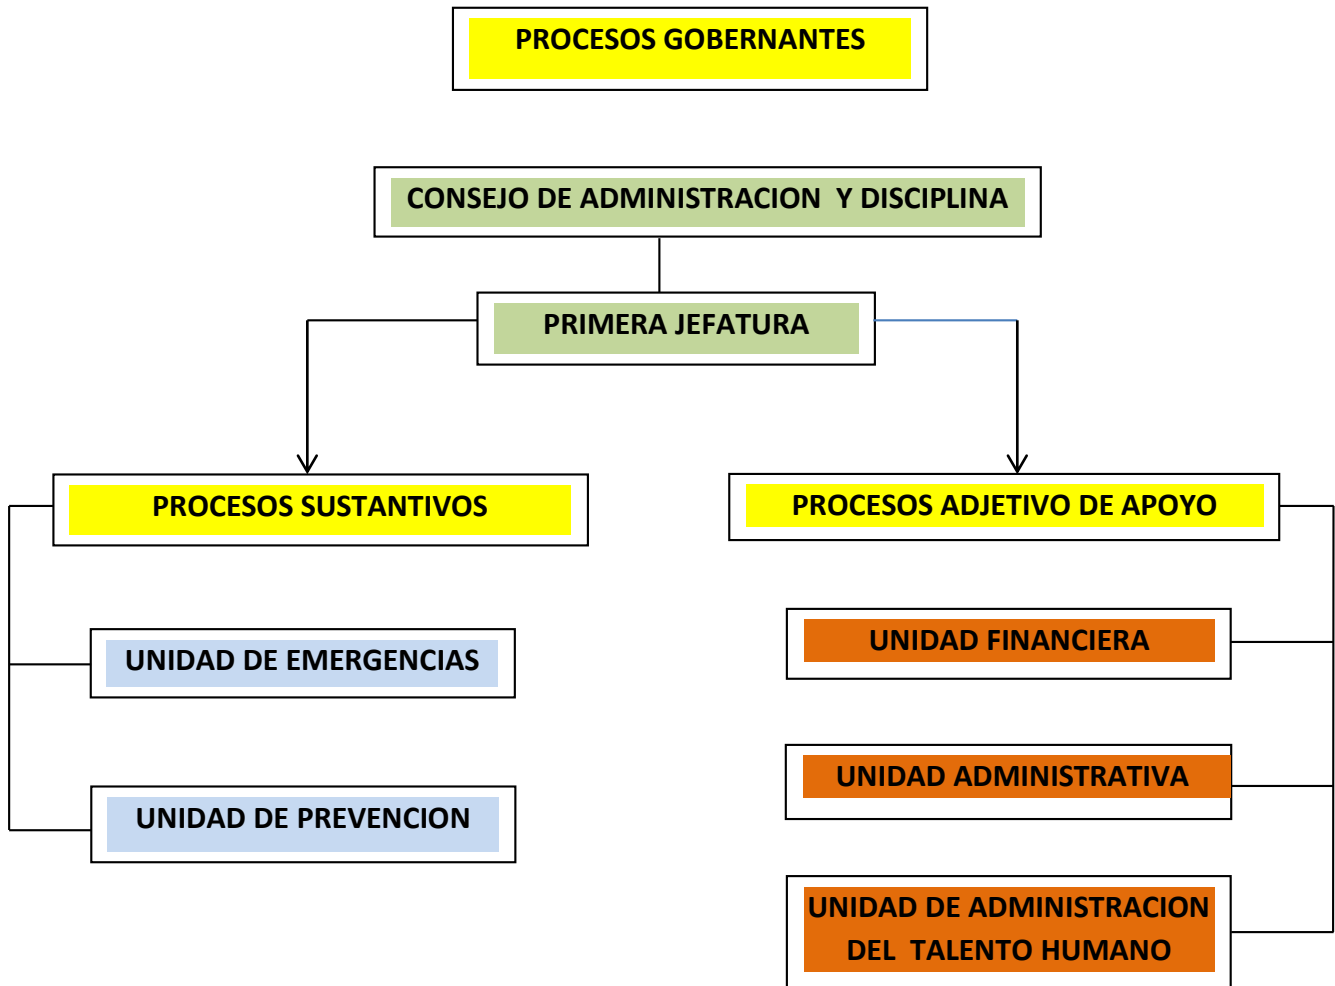 PROCESOS GOBERNANTES
CONSEJO DE ADMINISTRACION Y DISCIPLINA
PRIMERA JEFATURA
PROCESOS SUSTANTIVOS
UNIDAD DE EMERGENCIAS
UNIDAD DE PREVENCION
PROCESOS ADJETIVO DE APOYO
UNIDAD FINANCIERA
UNIDAD ADMINISTRATIVA
UNIDAD DE ADMINISTRACION
DEL TALENTO HUMANO